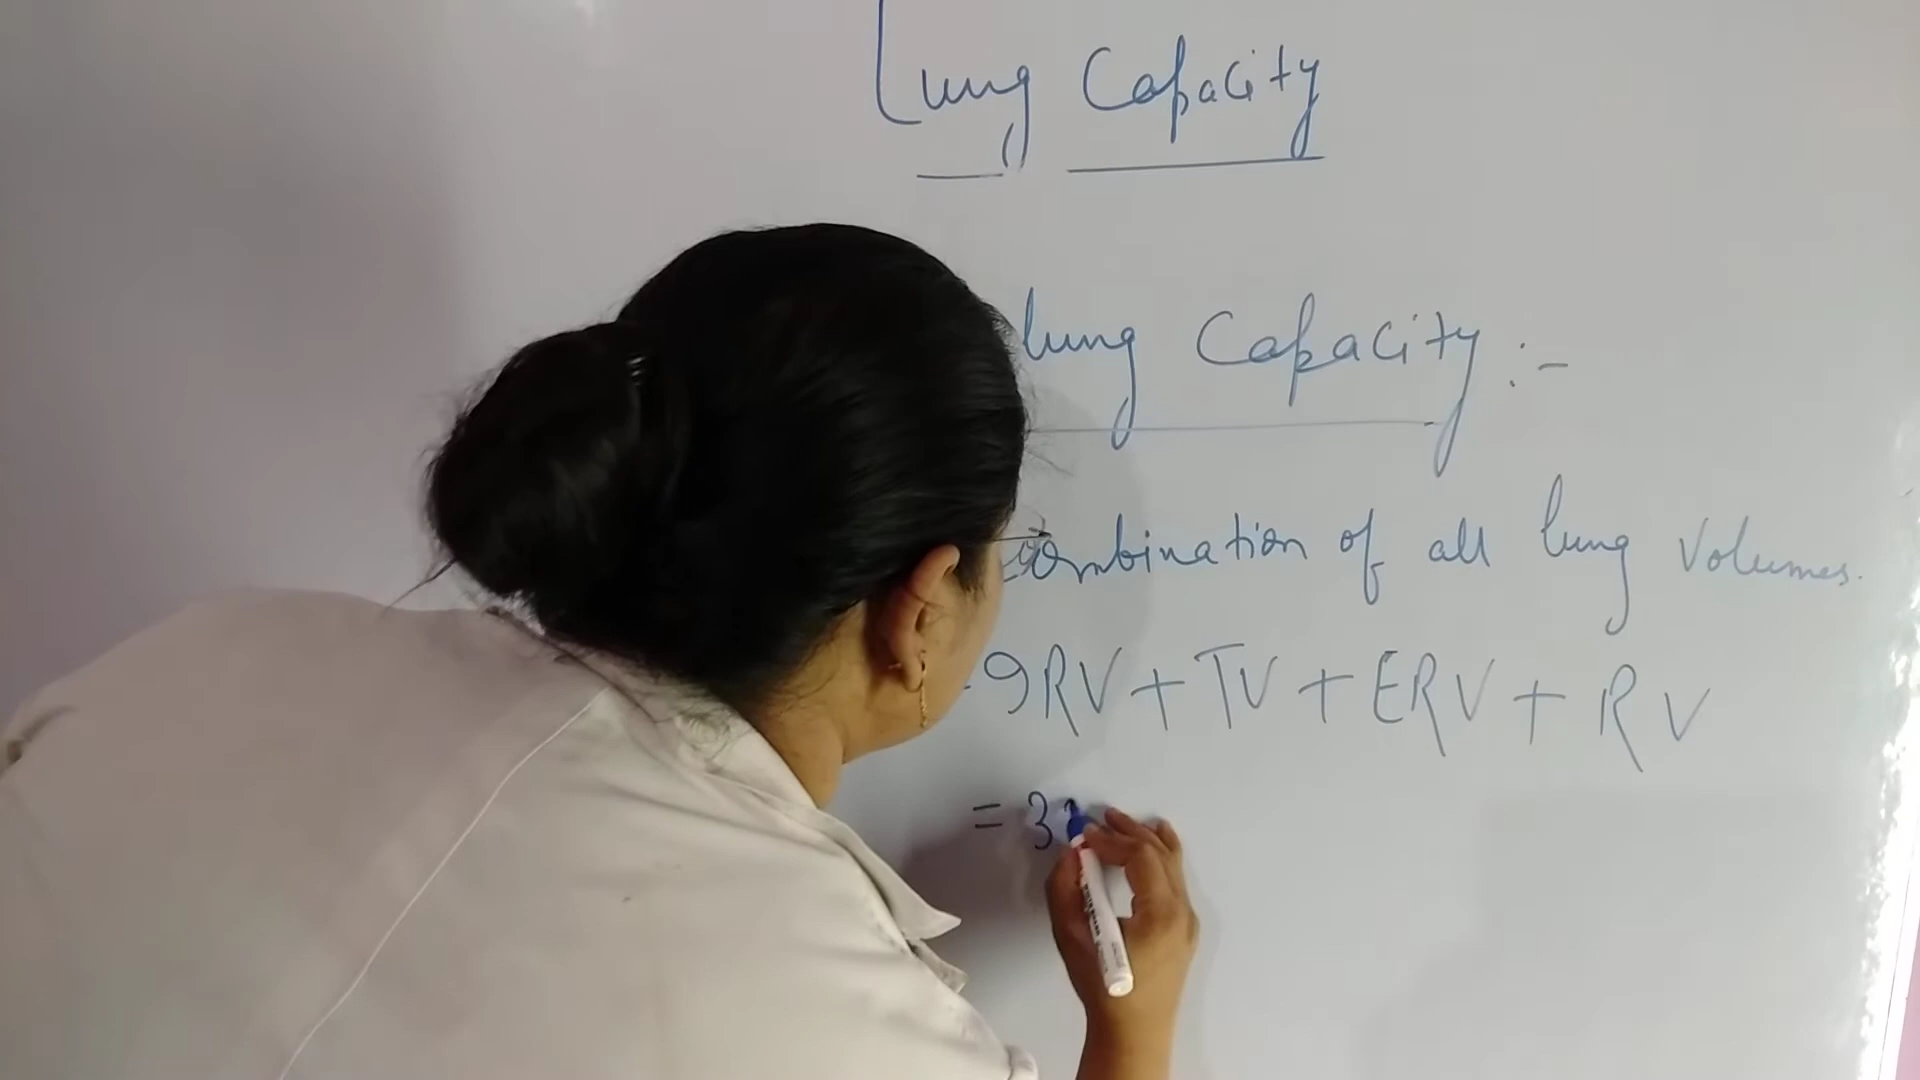 Lung Capacity
lung Capacity :-
combination of all lung volumes.
IRV + TV + ERV + RV
= 3